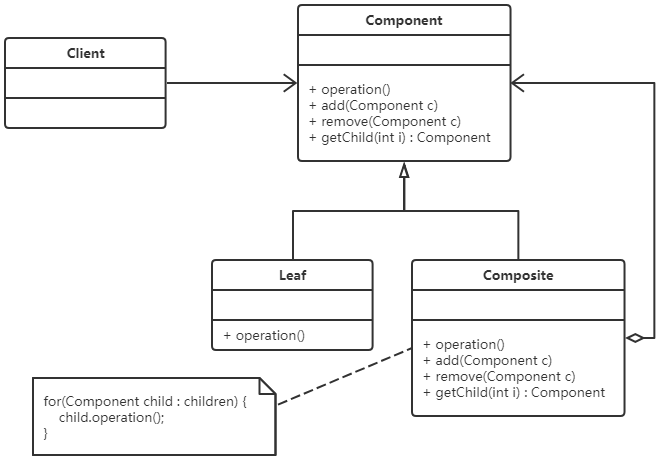 Component
Client
+ operation()
+ add(Component c)
+ remove(Component c)
+ getChild(int i) : Component
Leaf
+ operation()
Composite
+ operation()
+ add(Component c)
+ remove(Component c)
+ getChild(int i) : Component
for(Component child : children) {
    child.operation();
}